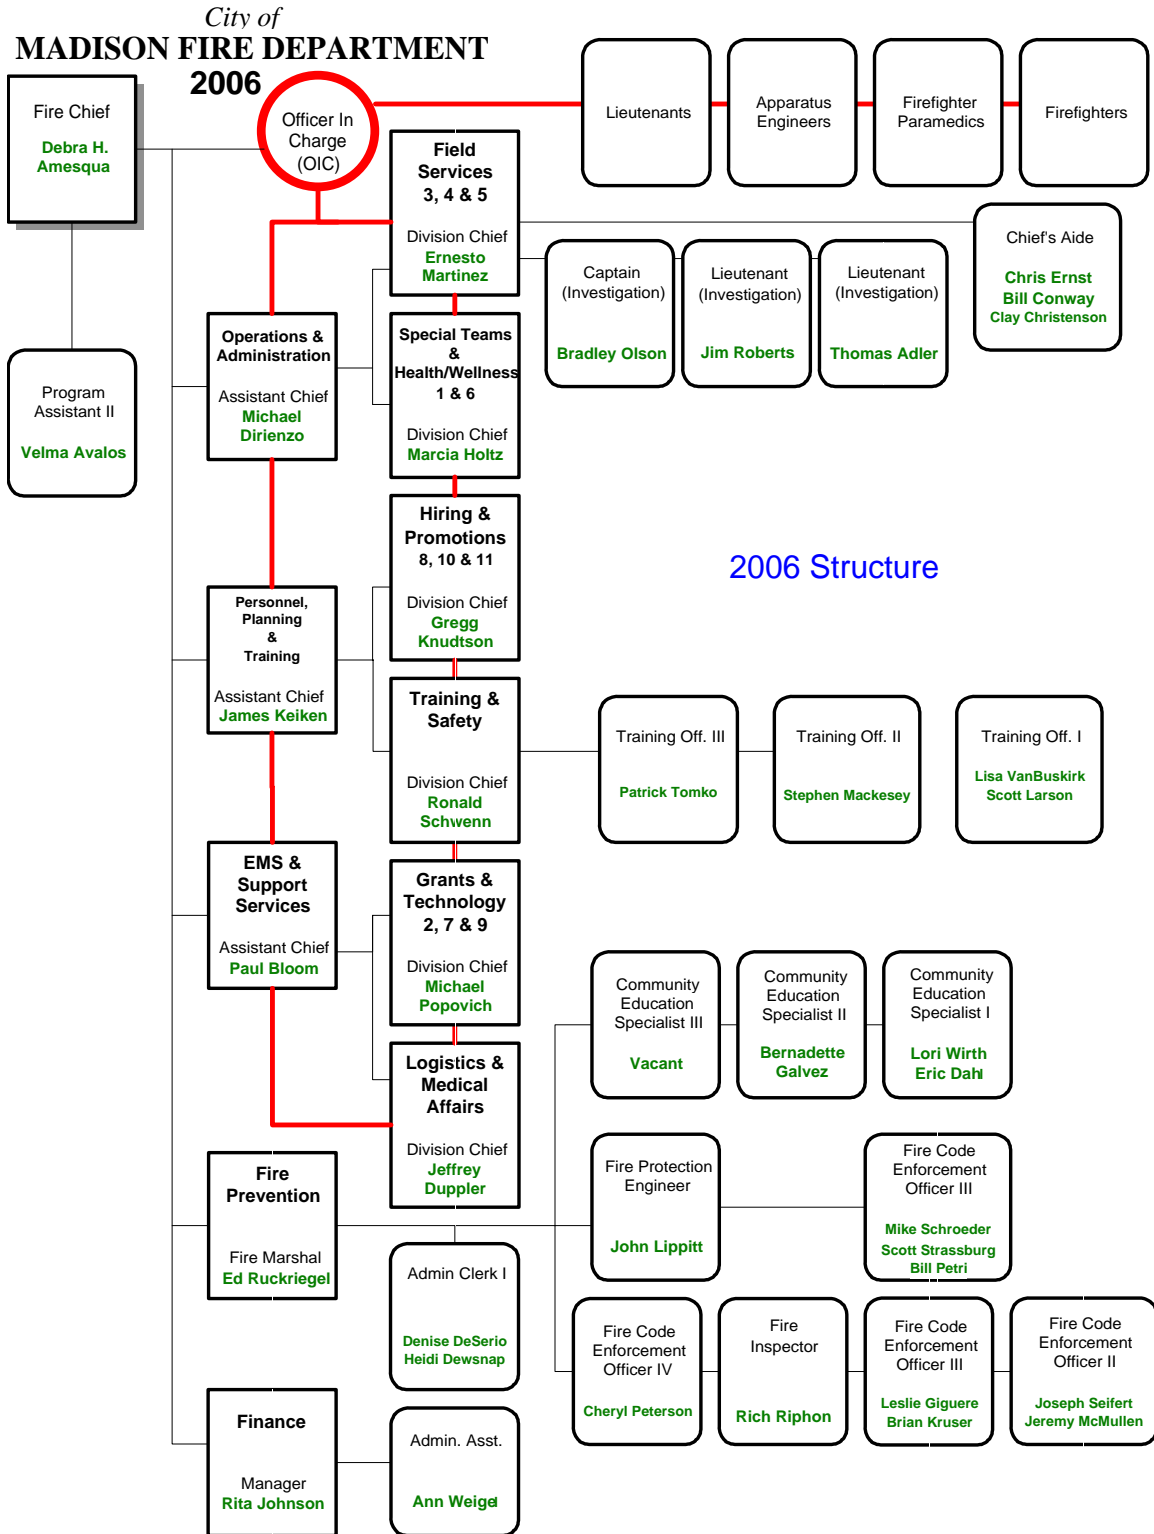 City of
MADISON FIRE DEPARTMENT
2006
Fire Chief
Debra H.
Amesqua
Officer In
Charge
(OIC)
Lieutenants
Apparatus
Engineers
Firefighter
Paramedics
Firefighters
Field
Services
3, 4 & 5
Division Chief
Ernesto
Martinez
Chief's Aide
Chris Ernst
Bill Conway
Clay Christenson
Captain
(Investigation)
Bradley Olson
Lieutenant
(Investigation)
Jim Roberts
Lieutenant
(Investigation)
Thomas Adler
Operations &
Administration
Assistant Chief
Michael
Dirienzo
Special Teams
&
Health/Wellness
1 & 6
Division Chief
Marcia Holtz
Program
Assistant II
Velma Avalos
Hiring &
Promotions
8, 10 & 11
Division Chief
Gregg
Knudtson
2006 Structure
Personnel,
Planning
&
Training
Assistant Chief
James Keiken
Training &
Safety
Division Chief
Ronald
Schwenn
Training Off. III
Patrick Tomko
Training Off. II
Stephen Mackesey
Training Off. I
Lisa VanBuskirk
Scott Larson
EMS &
Support
Services
Assistant Chief
Paul Bloom
Grants &
Technology
2, 7 & 9
Division Chief
Michael
Popovich
Community
Education
Specialist III
Vacant
Community
Education
Specialist II
Bernadette
Galvez
Community
Education
Specialist I
Lori Wirth
Eric Dahl
Logistics &
Medical
Affairs
Division Chief
Jeffrey
Duppler
Fire
Prevention
Fire Marshal
Ed Ruckriegel
Fire Protection
Engineer
John Lippitt
Fire Code
Enforcement
Officer III
Mike Schroeder
Scott Strassburg
Bill Petri
Admin Clerk I
Denise DeSerio
Heidi Dewsnap
Fire Code
Enforcement
Officer IV
Cheryl Peterson
Fire
Inspector
Rich Riphon
Fire Code
Enforcement
Officer III
Leslie Giguere
Brian Kruser
Fire Code
Enforcement
Officer II
Joseph Seifert
Jeremy McMullen
Finance
Manager
Rita Johnson
Admin. Asst.
Ann Weigel